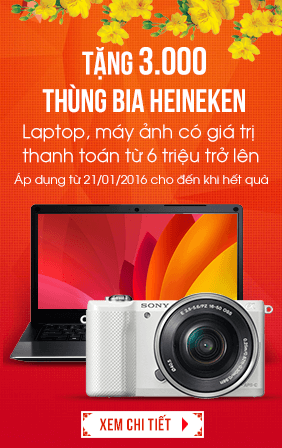 TẶNG 3.000
THÙNG BIA HEINEKEN
Laptop, máy ảnh có giá trị
thanh toán từ 6 triệu trở lên
Áp dụng từ 21/01/2016 cho đến khi hết quà
SONY
XEM CHI TIẾT